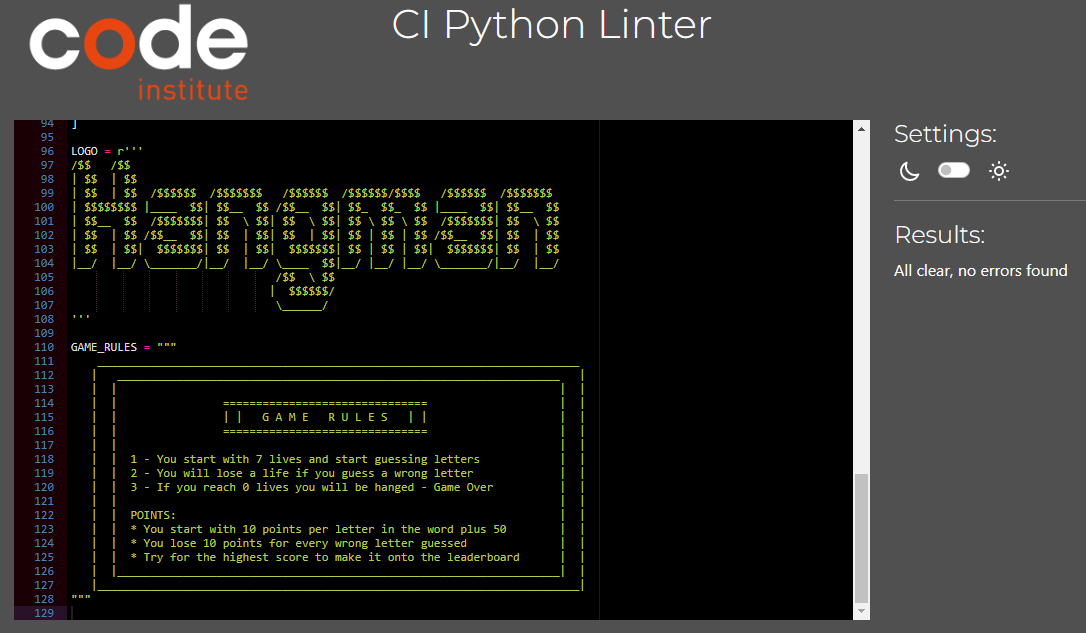 code
institute
CI Python Linter
94 ]
95
96 LOGO = r'''
97 /$$   /$$
98 | $$  | $$
99 | $$  | $$  /$$$$$$  /$$$$$$$   /$$$$$$  /$$$$$$/$$$$   /$$$$$$  /$$$$$$$
100 | $$$$$$$$ |____  $$| $$__  $$ /$$__  $$| $$_  $$_  $$ |____  $$| $$__  $$
101 | $$__  $$  /$$$$$$$| $$  \ $$| $$  \ $$| $$ \ $$ \ $$  /$$$$$$$| $$  \ $$
102 | $$  | $$ /$$__  $$| $$  | $$| $$  | $$| $$ | $$ | $$ /$$__  $$| $$  | $$
103 | $$  | $$|  $$$$$$$| $$  | $$|  $$$$$$$| $$ | $$ | $$|  $$$$$$$| $$  | $$
104 |__/  |__/ \_______/|__/  |__/ \____  $$|__/ |__/ |__/ \_______/|__/  |__/
105                                /$$  \ $$
106                               |  $$$$$$/
107                                \______/
108 '''
109
110 GAME_RULES = """
111     _________________________________________________________________________
112    |   ___________________________________________________________________   |
113    |  |                                                                   |  |
114    |  |                ===============================                    |  |
115    |  |                | |   G A M E   R U L E S   | |                    |  |
116    |  |                ===============================                    |  |
117    |  |                                                                   |  |
118    |  |  1 - You start with 7 lives and start guessing letters            |  |
119    |  |  2 - You will lose a life if you guess a wrong letter             |  |
120    |  |  3 - If you reach 0 lives you will be hanged - Game Over          |  |
121    |  |                                                                   |  |
122    |  |  POINTS:                                                          |  |
123    |  |  * You start with 10 points per letter in the word plus 50        |  |
124    |  |  * You lose 10 points for every wrong letter guessed              |  |
125    |  |  * Try for the highest score to make it onto the leaderboard      |  |
126    |  |___________________________________________________________________|  |
127    |_________________________________________________________________________|
128 """
129
Settings:
Results:
All clear, no errors found